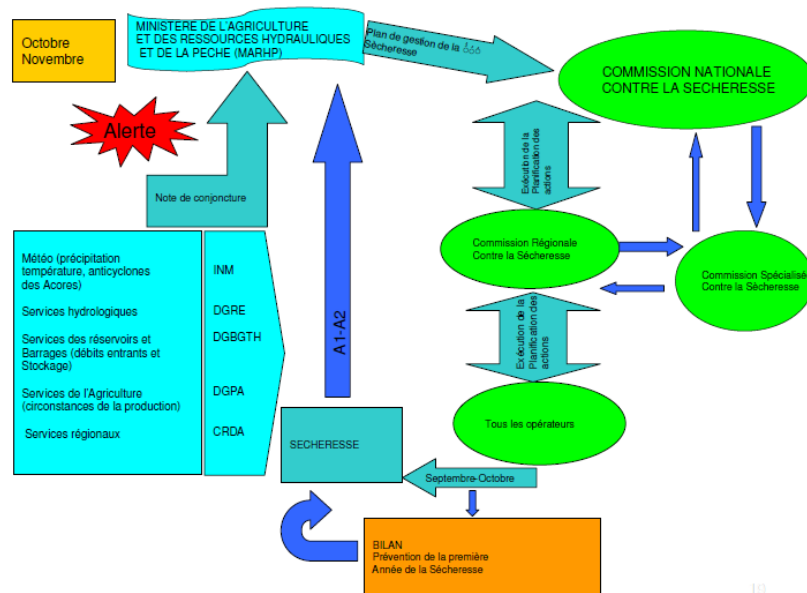 Octobre
Novembre
MINISTERE DE L'AGRICULTURE
ET DES RESSOURCES HYDRAULIQUES
ET DE LA PECHE (MARHP)
Plan de gestion de la
Sécheresse
COMMISSION NATIONALE
CONTRE LA SECHERESSE
Alerte
Note de conjoncture
Exécution de la
Planification des
actions
Météo (précipitation
température, anticyclones
des Acores)
INM
Services hydrologiques
DGRE
Services des réservoirs et
Barrages (débits entrants et
Stockage)
DGBGTH
Services de l'Agriculture
(circonstances de la production)
DGPA
Services régionaux
CRDA
A1-A2
Commission Régionale
Contre la Sécheresse
Commission Spécialisé
Contre la Sècheresse
Exécution de la
Planification des
actions
Tous les opérateurs
SECHERESSE
Septembre-Octobre
BILAN
Prévention de la première
Année de la Sécheresse